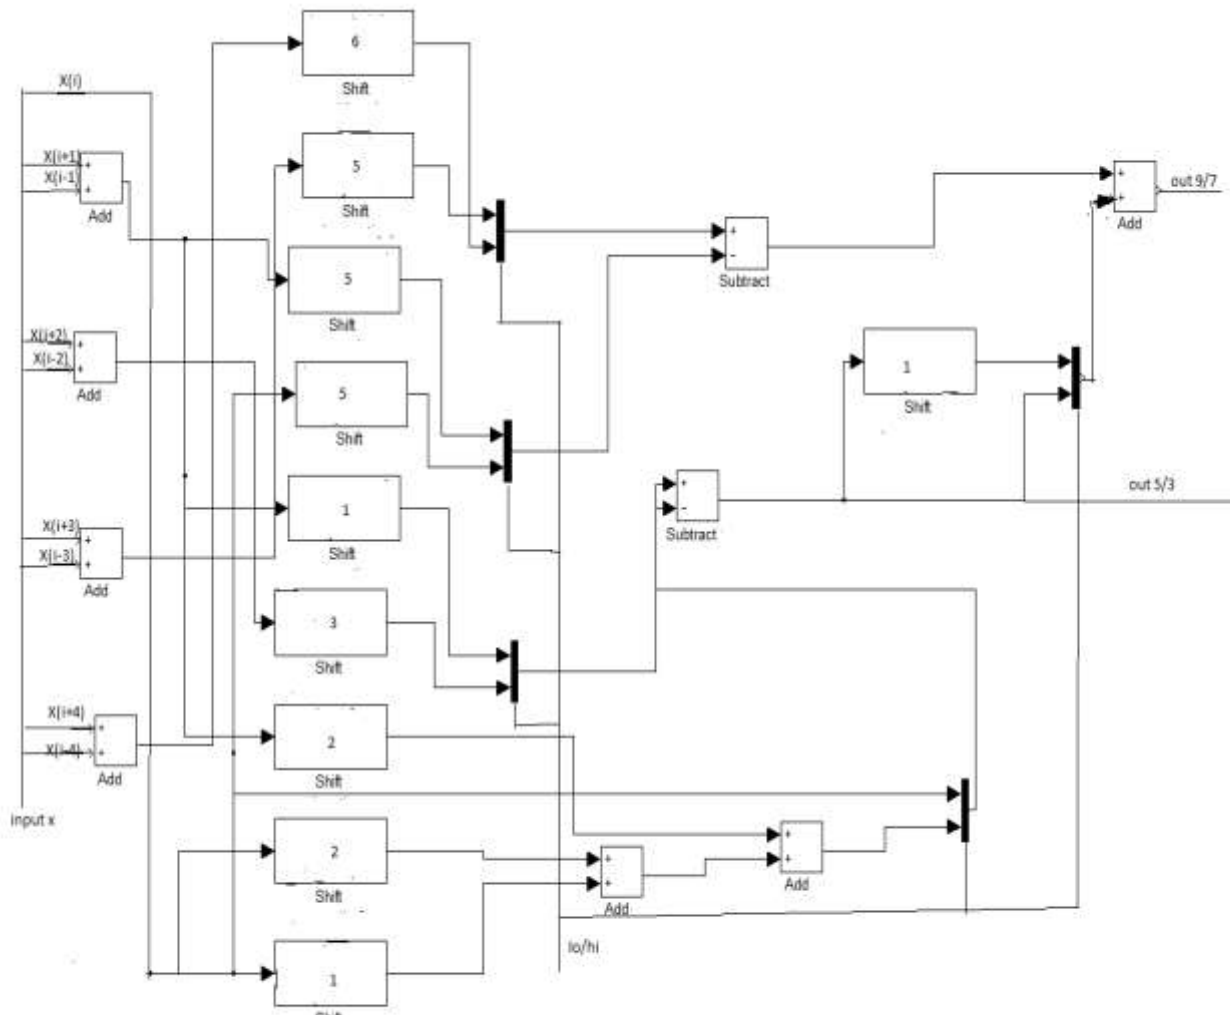 6
Shift
X(i)
X(i+1)
+
X(i-1)
+
Add
5
Shift
+
+
Add
out 9/7
5
Shift
+
-
Subtract
X(i+2)
+
X(i-2)
+
Add
1
Shift
5
Shift
+
-
Subtract
out 5/3
X(i+3)
+
X(i-3)
+
Add
1
Shift
3
Shift
X(i+4)
+
X(i-4)
+
Add
2
Shift
input x
2
Shift
+
+
Add
+
+
Add
lo/hi
1